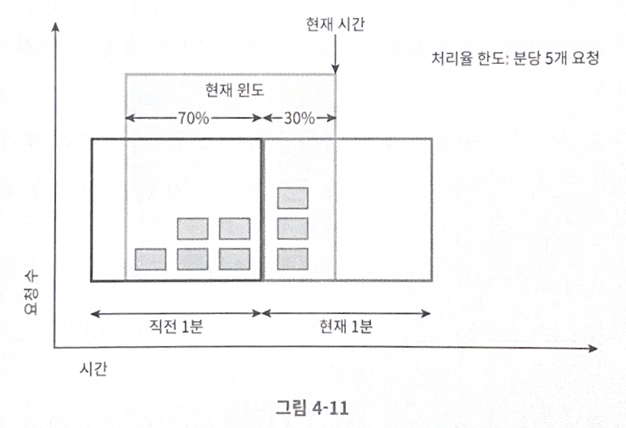 현재 시간
처리율 한도: 분당 5개 요청
현재 윈도
70% 30%
요청수
직전 1분 현재 1분
시간
그림 4-11